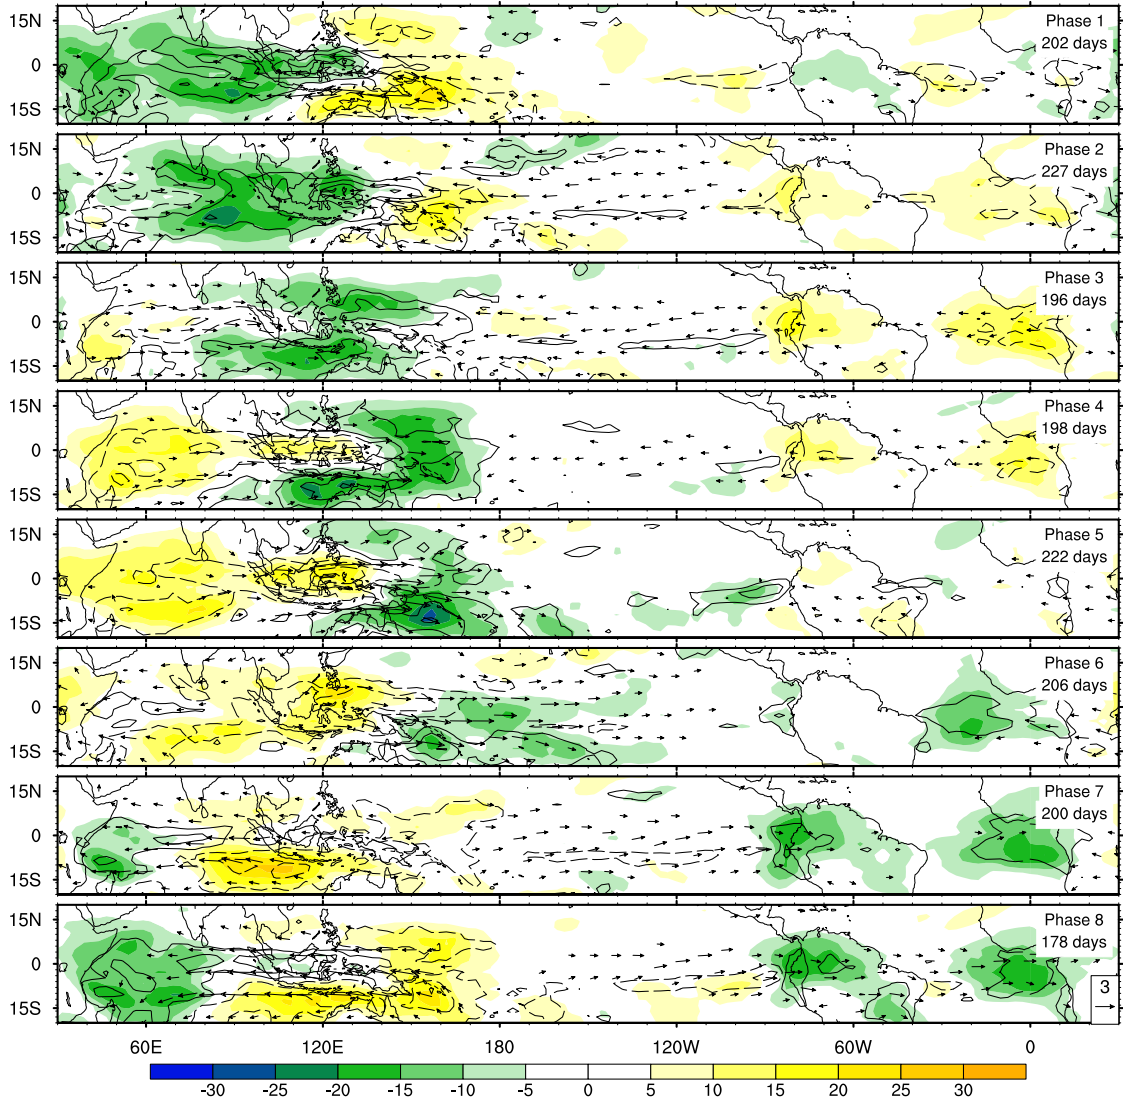 15N
0
15S
Phase 1
202 days
15N
0
15S
Phase 2
227 days
15N
0
15S
Phase 3
196 days
15N
0
15S
Phase 4
198 days
15N
0
15S
Phase 5
222 days
15N
0
15S
Phase 6
206 days
15N
0
15S
Phase 7
200 days
15N
0
15S
Phase 8
178 days
3
60E 120E 180 120W 60W 0
-30 -25 -20 -15 -10 -5 0 5 10 15 20 25 30